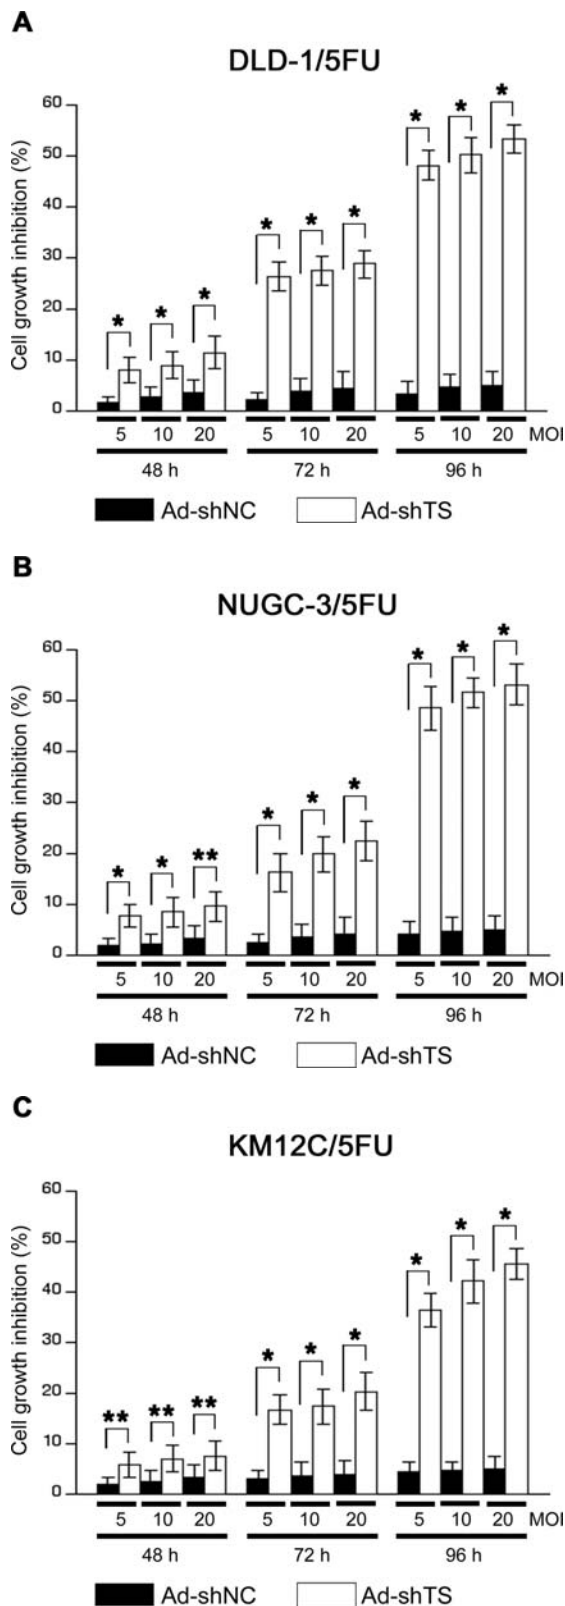 A
DLD-1/5FU
Cell growth inhibition (%)
60
50
40
30
20
10
0
* * * * * * * * *
5 10 20 5 10 20 5 10 20 MOI
48 h 72 h 96 h
Ad-shNC Ad-shTS
B
NUGC-3/5FU
Cell growth inhibition (%)
60
50
40
30
20
10
0
* * ** * * * * * *
5 10 20 5 10 20 5 10 20 MOI
48 h 72 h 96 h
Ad-shNC Ad-shTS
C
KM12C/5FU
Cell growth inhibition (%)
60
50
40
30
20
10
0
** ** ** * * * * * *
5 10 20 5 10 20 5 10 20 MOI
48 h 72 h 96 h
Ad-shNC Ad-shTS